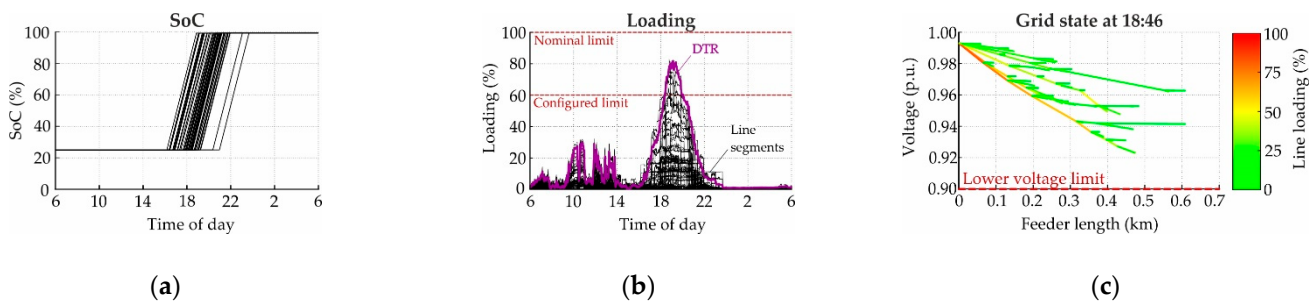 SoC
SoC (%)
100
80
60
40
20
0
6
10
14
18
22
2
6
Time of day
(a)
Loading
Loading (%)
100
80
60
40
20
0
Nominal limit
DTR
Configured limit
Line
segments
6
10
14
18
22
2
6
Time of day
(b)
Grid state at 18:46
Voltage (p.u.)
1.00
0.98
0.96
0.94
0.92
0.90
Lower voltage limit
0
0.1
0.2
0.3
0.4
0.5
0.6
0.7
Feeder length (km)
100
75
50
25
0
Line loading (%)
(c)